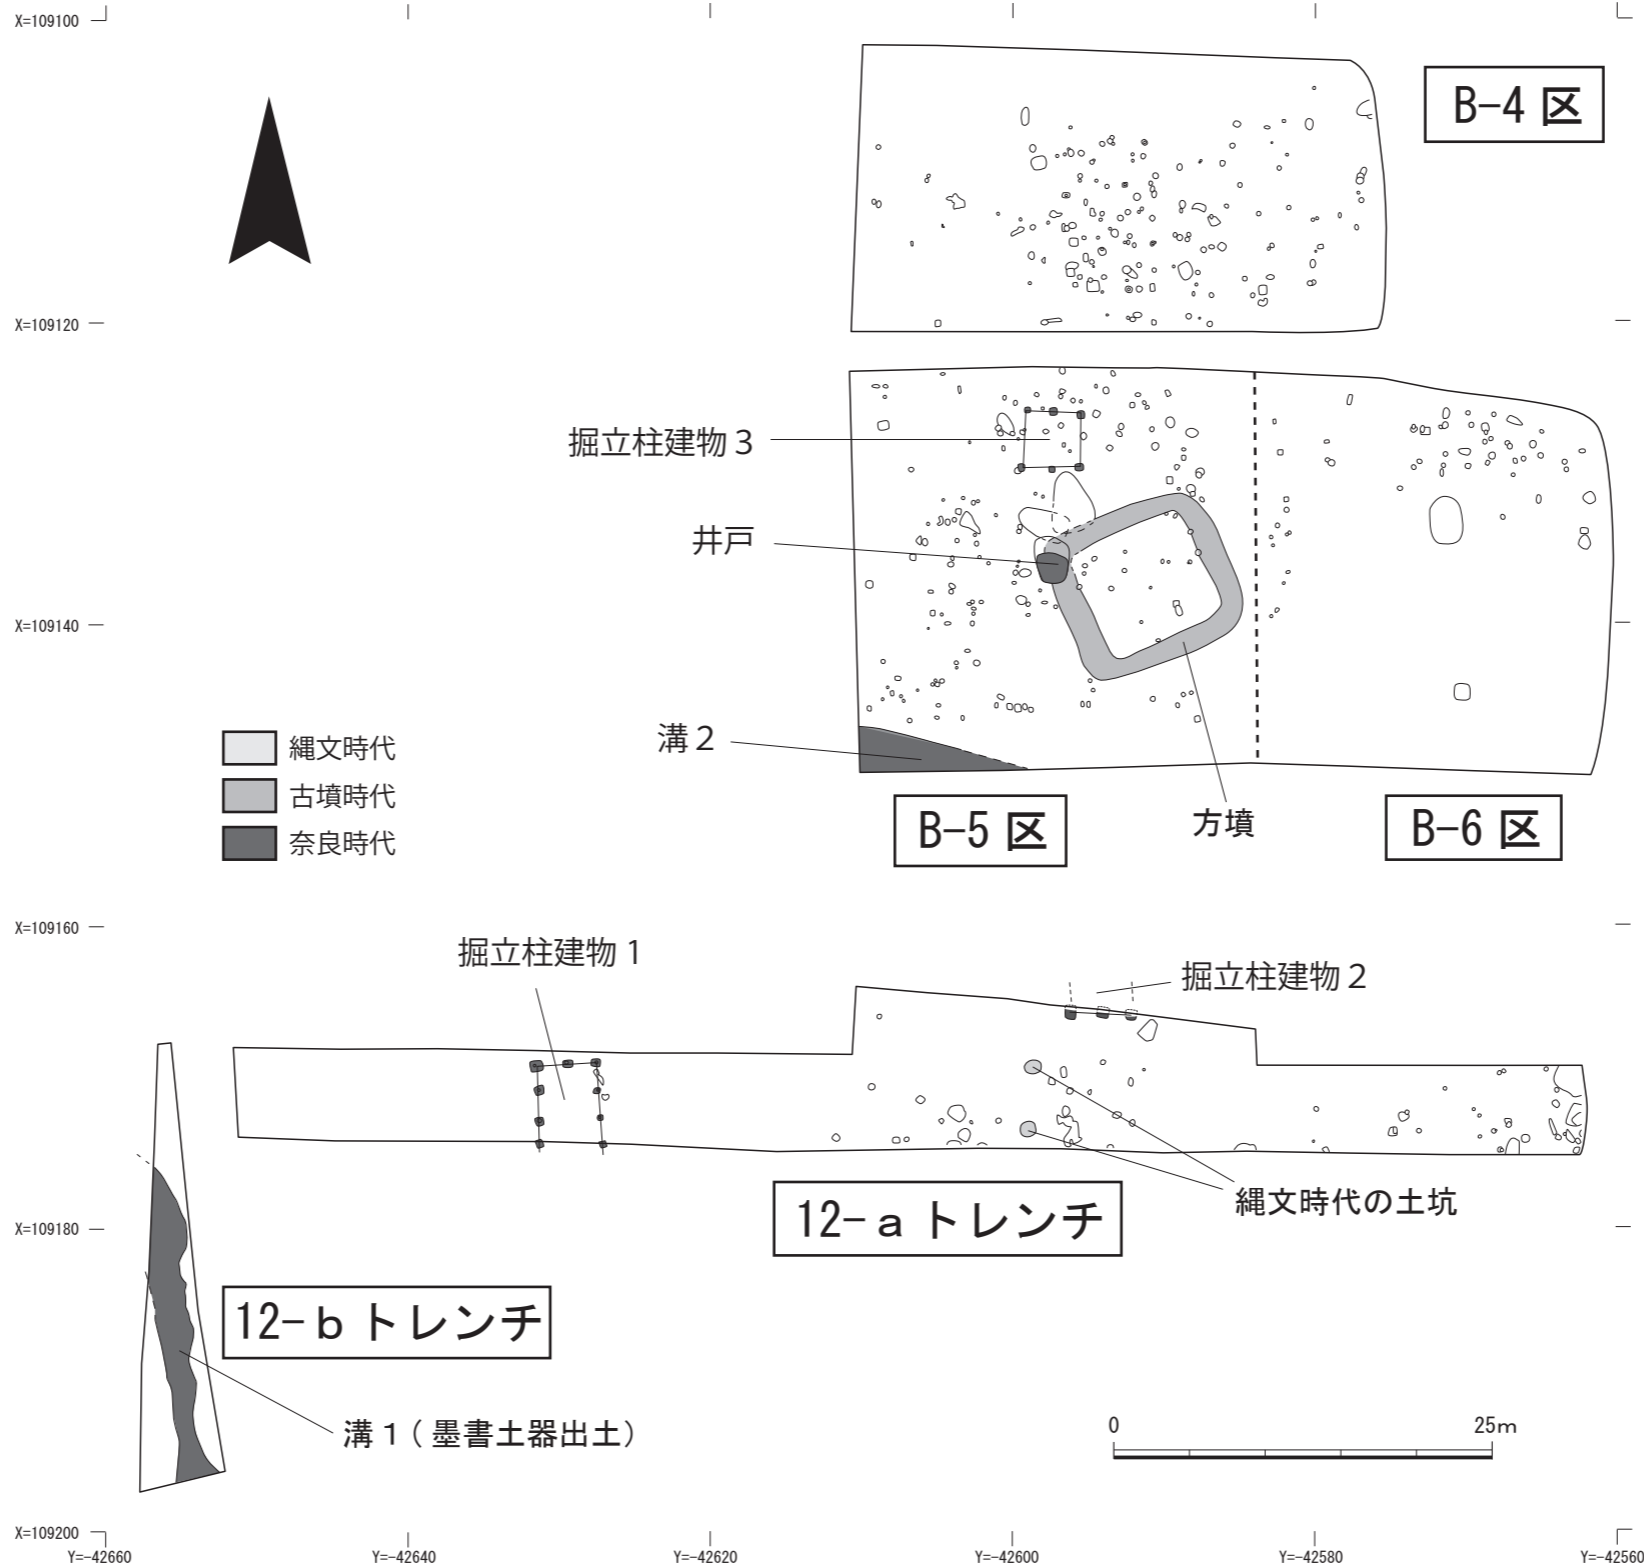 X=109100
B-4 区
X=109120
掘立柱建物３
井戸
X=109140
溝２
縄文時代
古墳時代
奈良時代
方墳
B-5 区
B-6 区
X=109160
掘立柱建物１
掘立柱建物２
縄文時代の土坑
12-ａトレンチ
X=109180
12-ｂトレンチ
溝１（墨書土器出土）
0 25m
X=109200
Y=-42660 Y=-42640 Y=-42620 Y=-42600 Y=-42580 Y=-42560